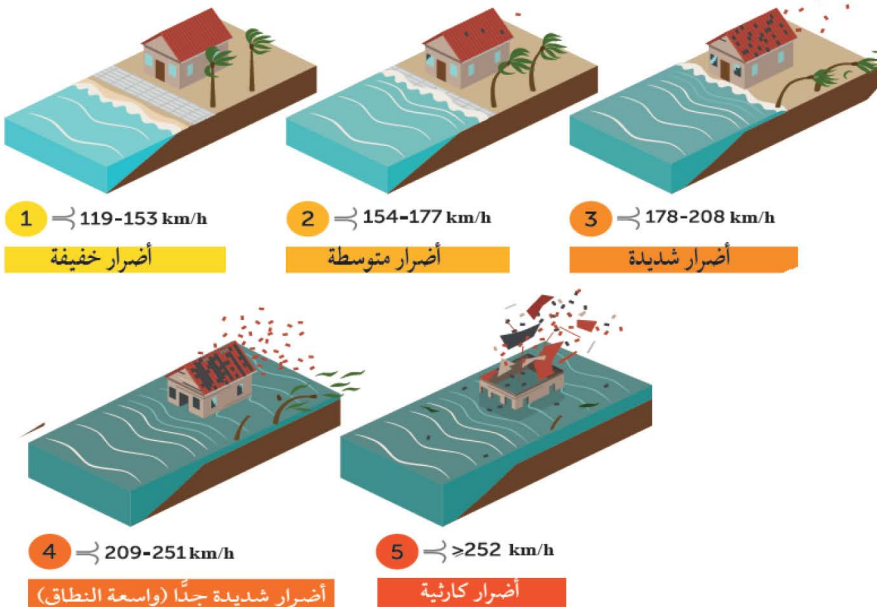 1 119-153 km/h
أضرار خفيفة
2 154-177 km/h
أضرار متوسطة
3 178-208 km/h
أضرار شديدة
4 209-251 km/h
أضرار شديدة جدًّا (واسعة النطاق)
5 ≥252 km/h
أضرار كارثية